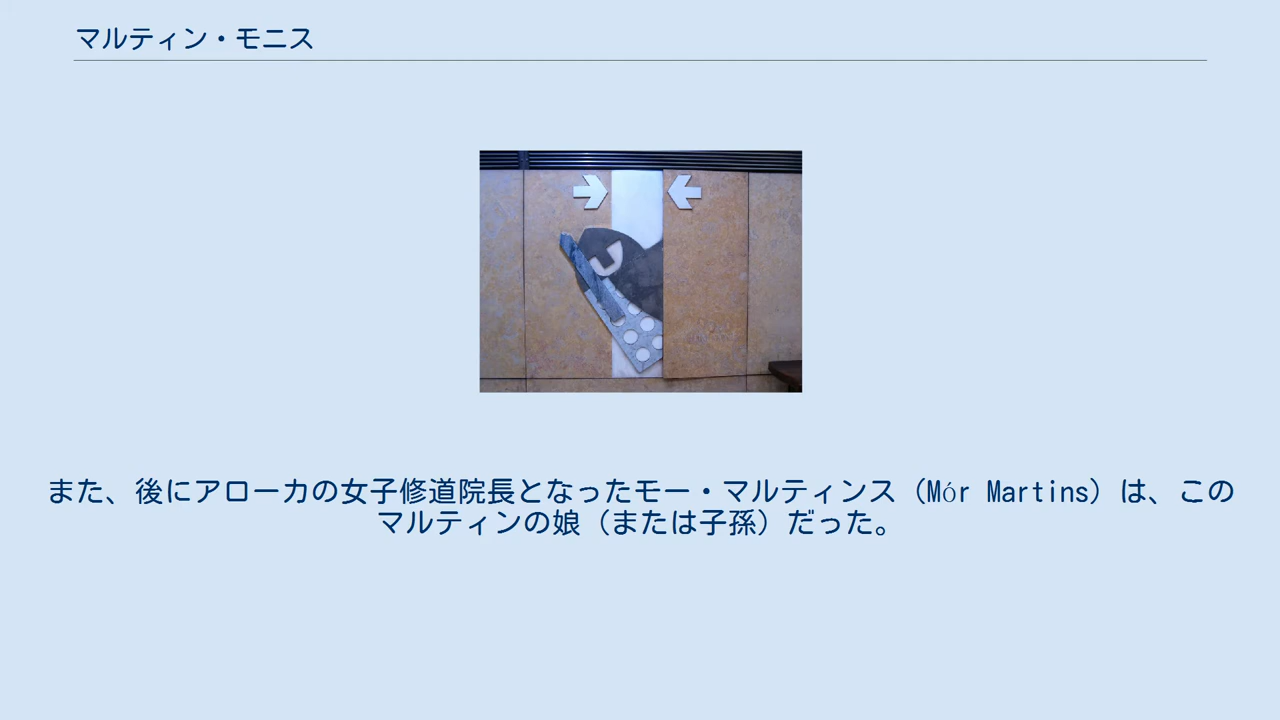 マルティン・モニス
また、後にアローカの女子修道院長となったモー・マルティンス（Mór Martins）は、この
マルティンの娘（または子孫）だった。